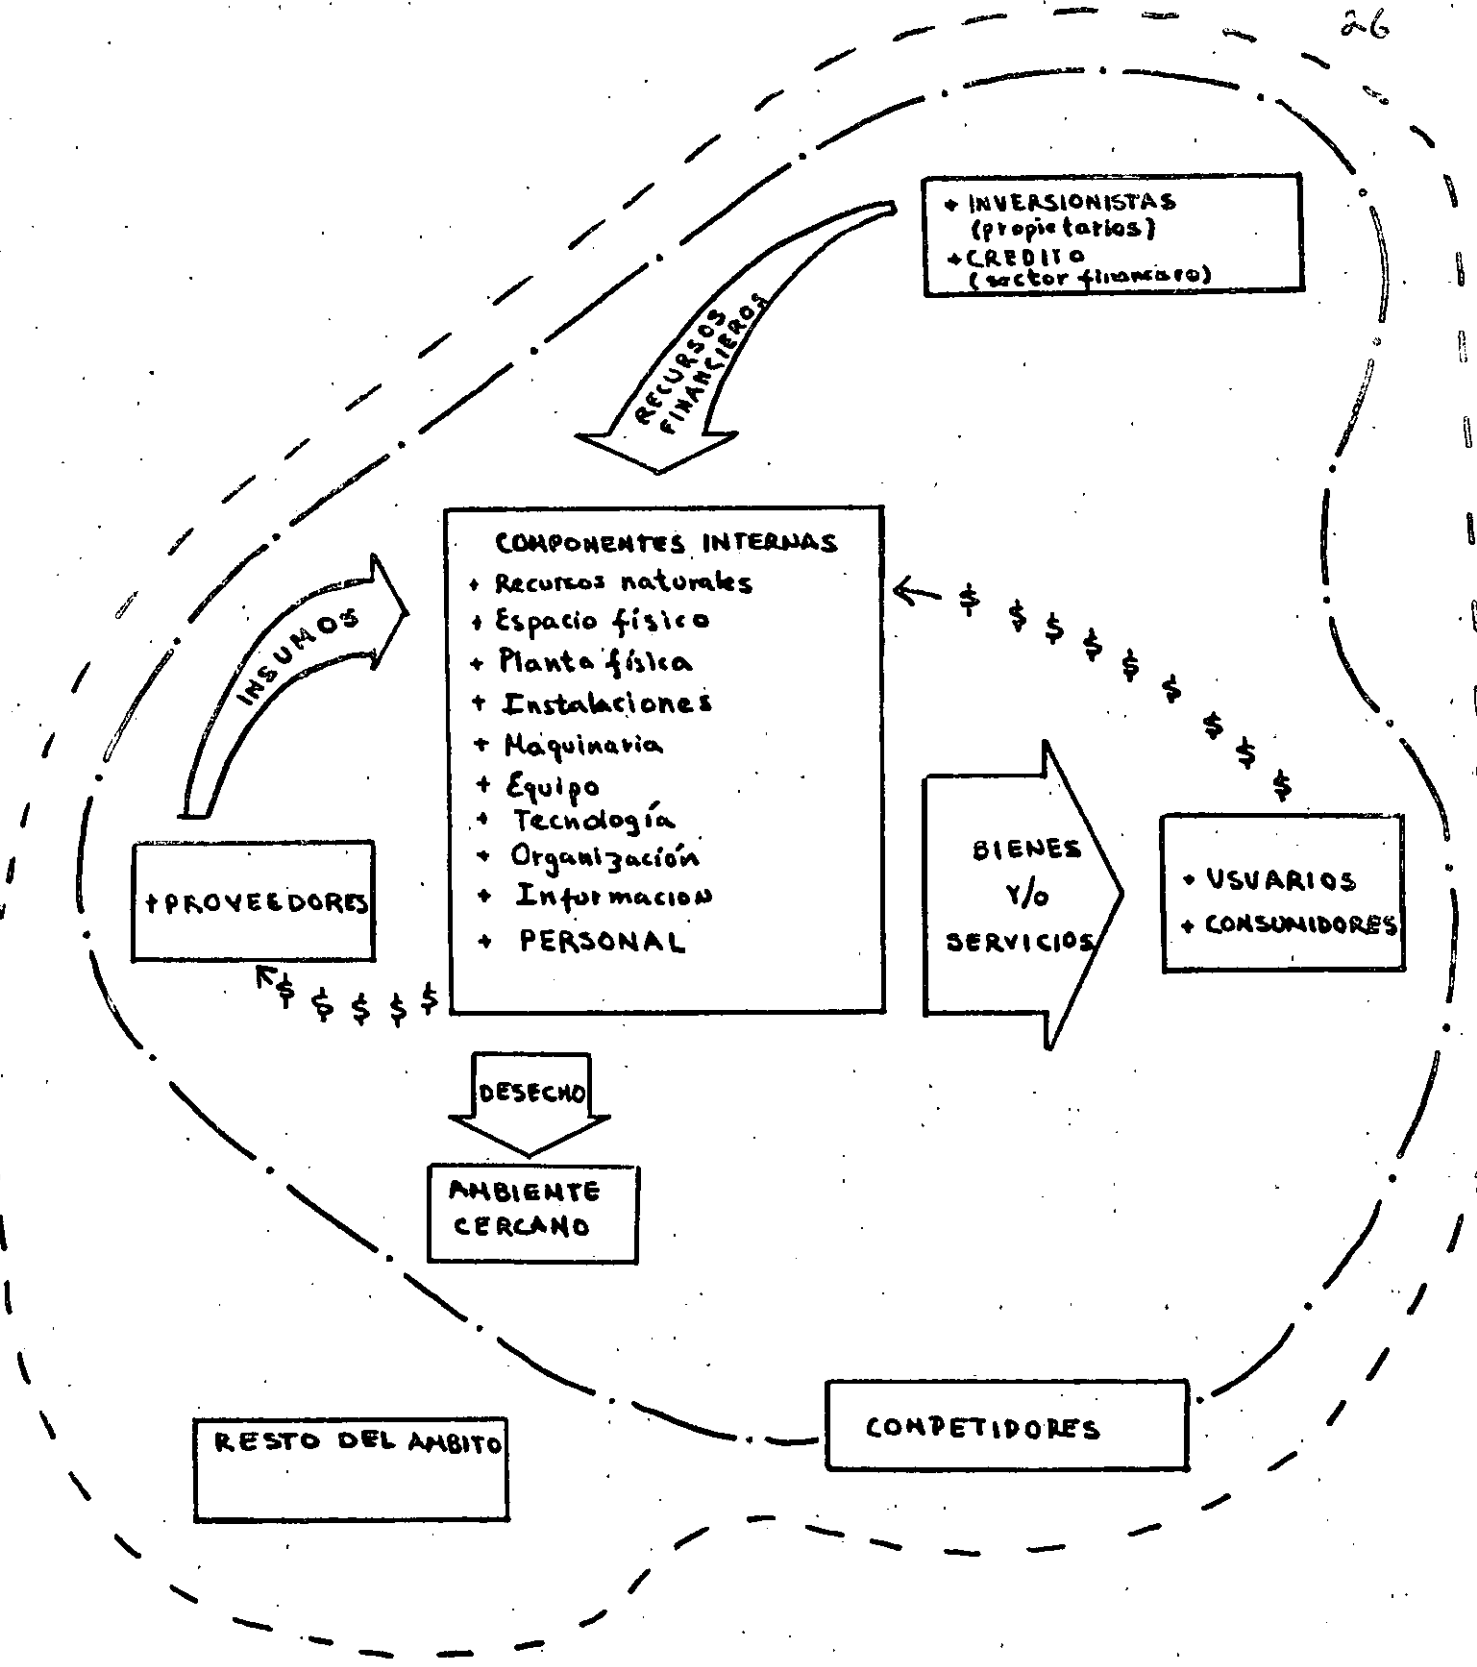 26
+ INVERSIONISTAS
(propietarios)
+ CREDITO
(sector financiero)
RECURSOS
FINANCIEROS
COMPONENTES INTERNAS
+ Recursos naturales
+ Espacio físico
+ Planta física
+ Instalaciones
+ Maquinaria
+ Equipo
+ Tecnología
+ Organización
+ Informacion
+ PERSONAL
INSUMOS
$ $ $ $ $ $ $ $ $
BIENES
Y/o
SERVICIOS
+ USUARIOS
+ CONSUMIDORES
+ PROVEEDORES
$ $ $ $ $
DESECHO
AMBIENTE
CERCANO
COMPETIDORES
RESTO DEL AMBITO